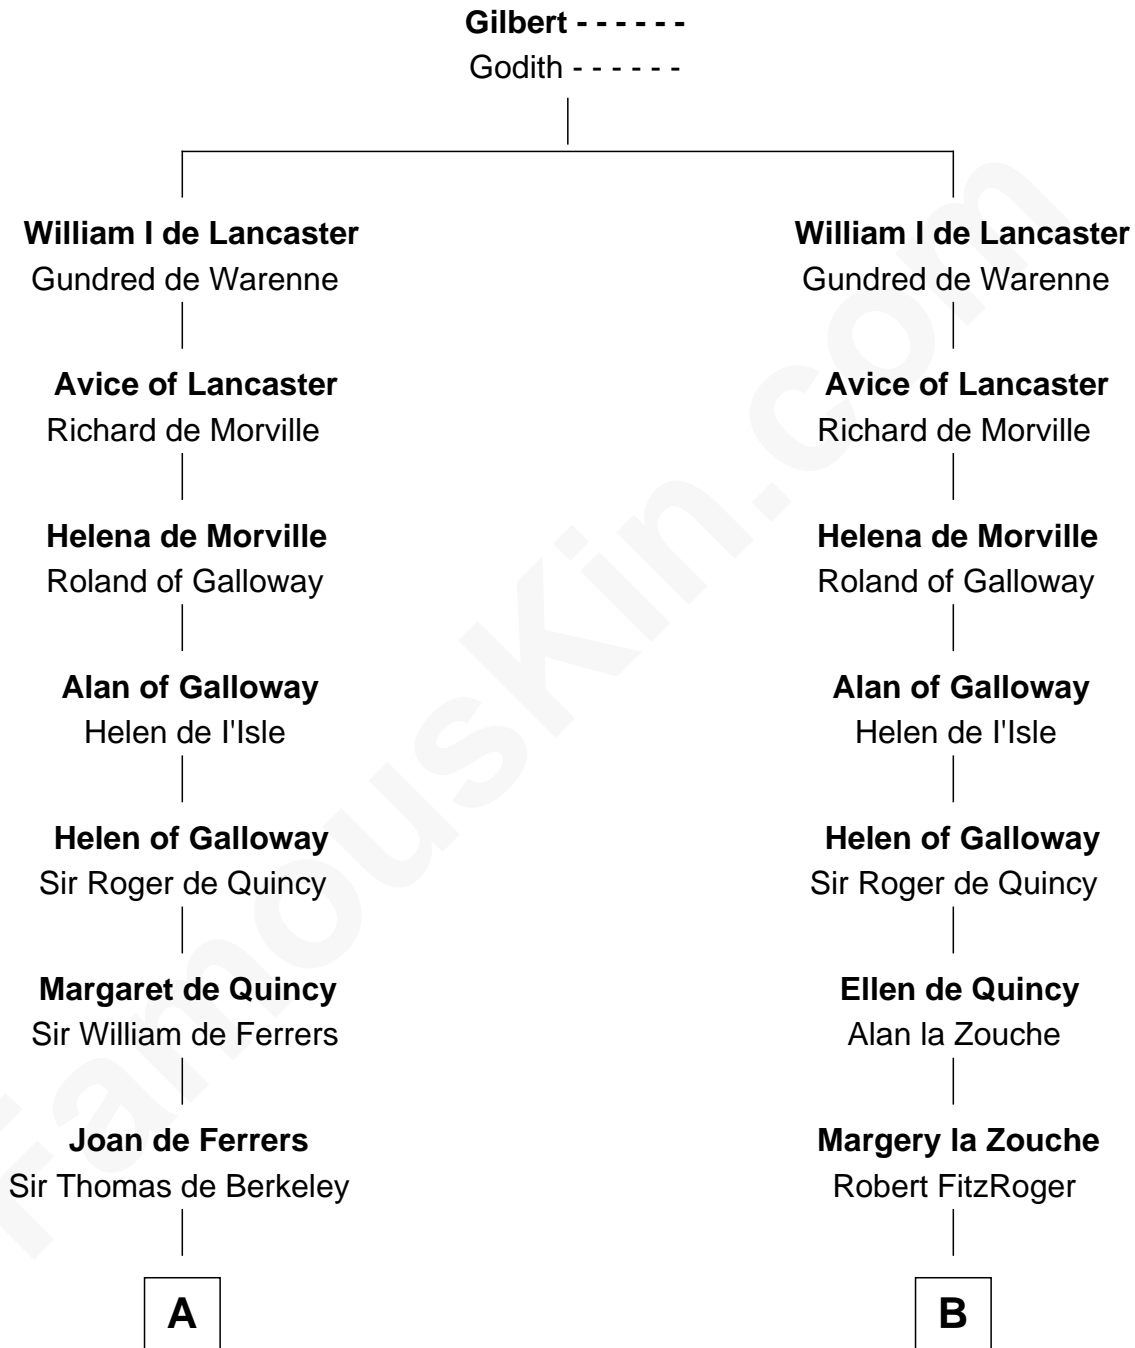 Gilbert - - - - - -
Godith - - - - - -
William I de Lancaster
Gundred de Warenne
William I de Lancaster
Gundred de Warenne
Avice of Lancaster
Richard de Morville
Avice of Lancaster
Richard de Morville
Helena de Morville
Roland of Galloway
Helena de Morville
Roland of Galloway
Alan of Galloway
Helen de I'Isle
Alan of Galloway
Helen de I'Isle
Helen of Galloway
Sir Roger de Quincy
Helen of Galloway
Sir Roger de Quincy
Margaret de Quincy
Sir William de Ferrers
Ellen de Quincy
Alan la Zouche
Joan de Ferrers
Sir Thomas de Berkeley
Margery la Zouche
Robert FitzRoger
A
B
FamousKin.com